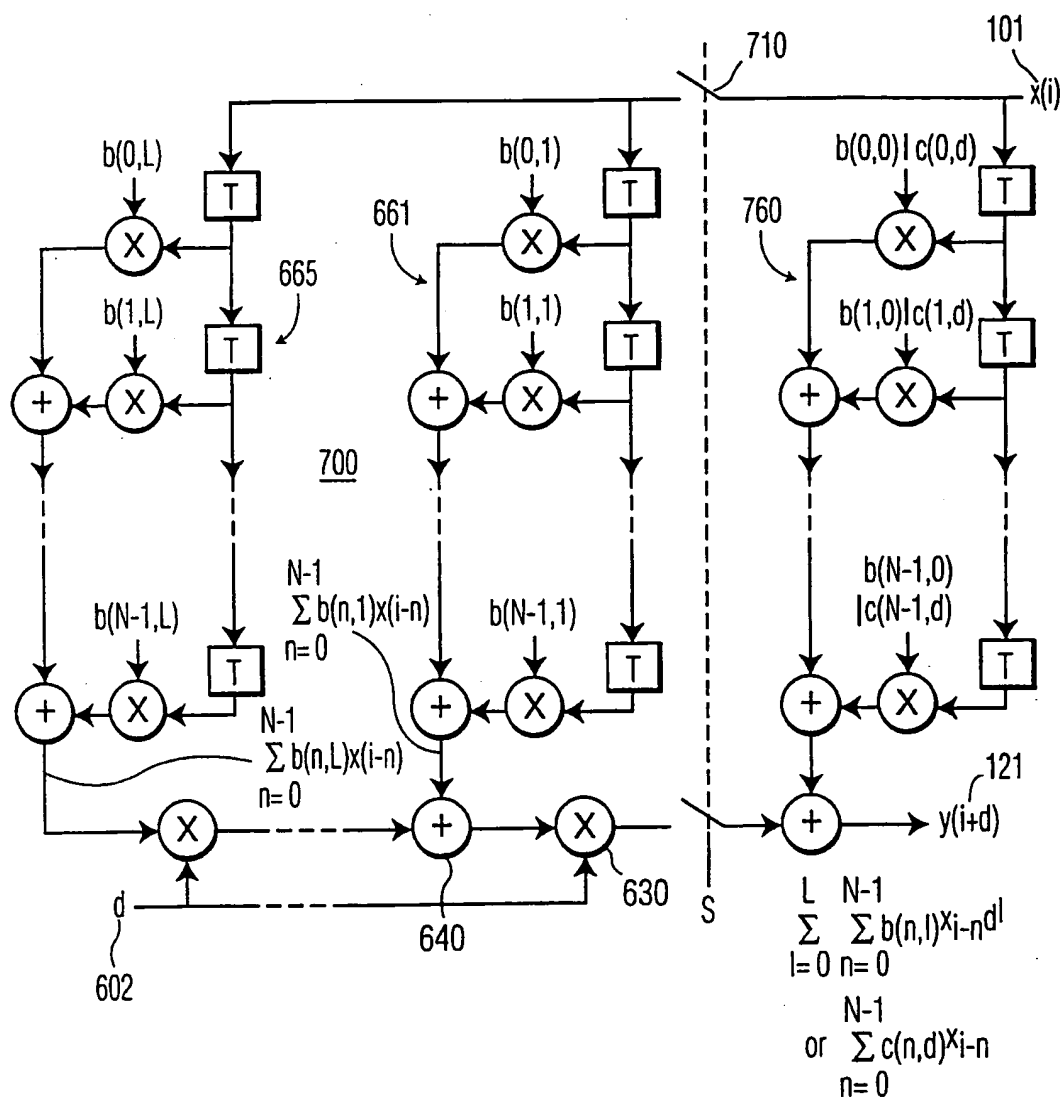 710
101
x(i)
b(0,L)
b(0,1)
b(0,0)|c(0,d)
T
T
T
661
760
X
X
X
665
b(1,L)
b(1,1)
b(1,0)|c(1,d)
T
T
T
+
X
+
X
+
X
700
N-1
Σ b(n,1)x(i-n)
n=0
b(N-1,0)
|c(N-1,d)
b(N-1,L)
b(N-1,1)
T
T
T
+
X
+
X
+
X
N-1
Σ b(n,L)x(i-n)
n=0
121
X
+
X
+
y(i+d)
630
d
640
S
602
L N-1
Σ Σ b(n,l)xi-ndl
l=0 n=0
N-1
or Σ c(n,d)xi-n
n=0